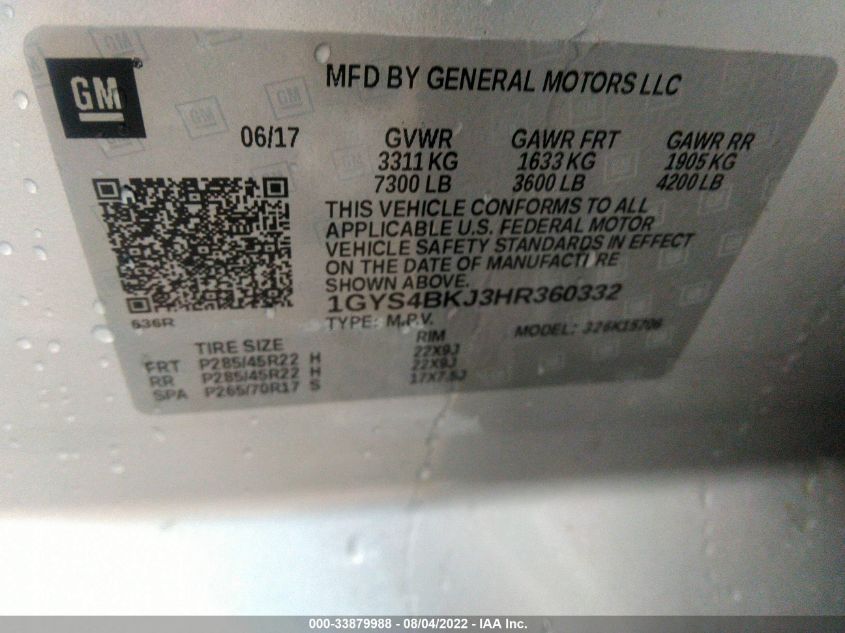 GM
MFD BY GENERAL MOTORS LLC
06/17 GVWR GAWR FRT GAWR RR
3311 KG 1633 KG 1905 KG
7300 LB 3600 LB 4200 LB
THIS VEHICLE CONFORMS TO ALL
APPLICABLE U.S. FEDERAL MOTOR
VEHICLE SAFETY STANDARDS IN EFFECT
ON THE DATE OF MANUFACTURE
SHOWN ABOVE.
1GYS4BKJ3HR360332
636R
TYPE: M.P.V. MODEL: 326K15706
TIRE SIZE RIM
FRT P285/45R22 H 22X9J
RR P285/45R22 H 22X9J
SPA P265/70R17 S 17X7.5J
000-33879988 - 08/04/2022 - IAA Inc.